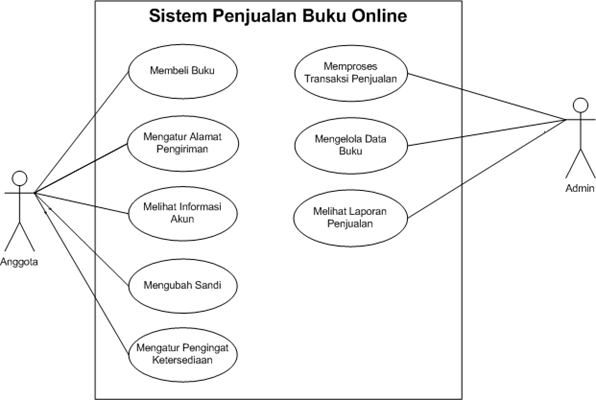 Sistem Penjualan Buku Online
Membeli Buku
Mengatur Alamat
Pengiriman
Melihat Informasi
Akun
Mengubah Sandi
Mengatur Pengingat
Ketersediaan
Memproses
Transaksi Penjualan
Mengelola Data
Buku
Melihat Laporan
Penjualan
Anggota
Admin